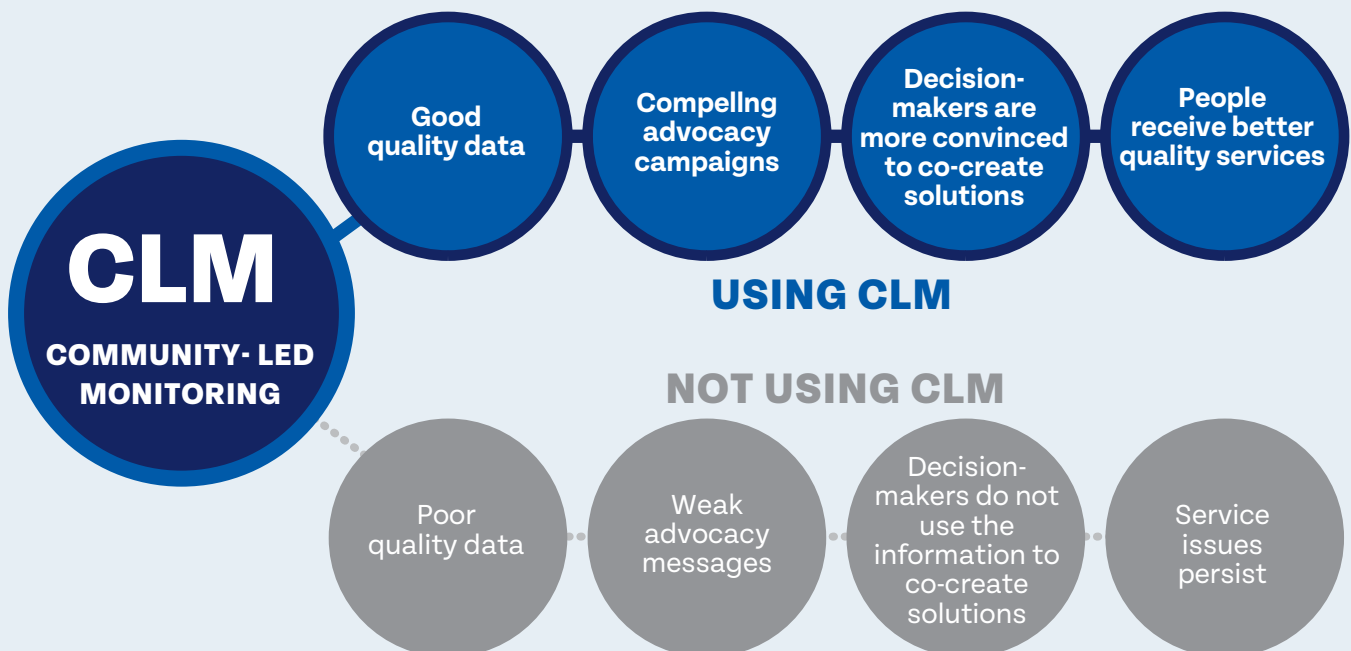 CLM
COMMUNITY- LED
MONITORING
Good
quality data
Compellng
advocacy
campaigns
Decision-
makers are
more convinced
to co-create
solutions
People
receive better
quality services
USING CLM
NOT USING CLM
Poor
quality data
Weak
advocacy
messages
Decision-
makers do not
use the
information to
co-create
solutions
Service
issues
persist